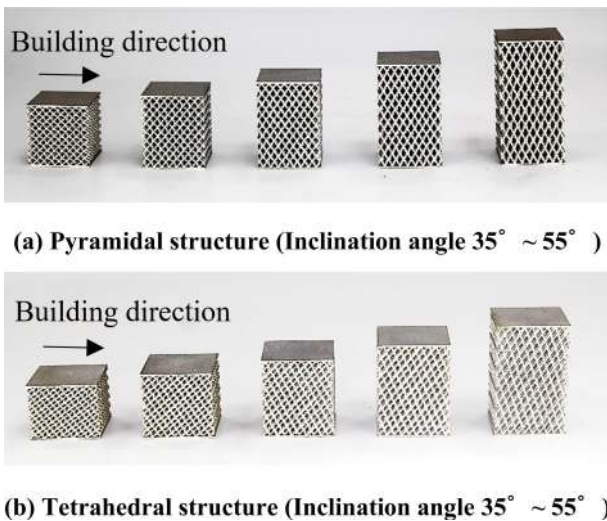 Building direction
(a) Pyramidal structure (Inclination angle 35° ~ 55° )
Building direction
(b) Tetrahedral structure (Inclination angle 35° ~ 55° )